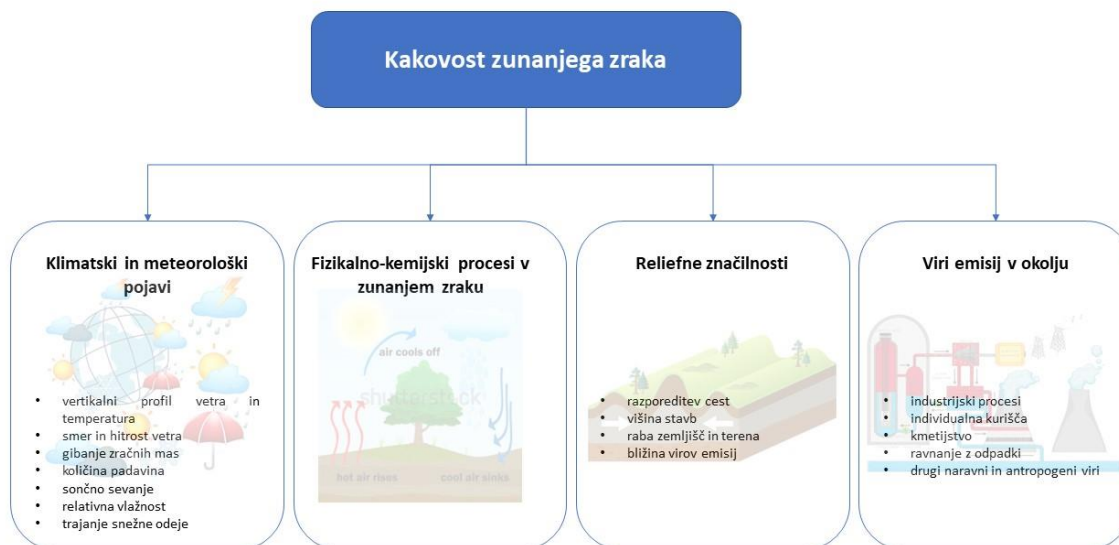 Kakovost zunanjega zraka
Klimatski in meteorološki
pojavi
• vertikalni profil vetra in
temperatura
• smer in hitrost vetra
• gibanje zračnih mas
• količina padavina
• sončno sevanje
• relativna vlažnost
• trajanje snežne odeje
Fizikalno-kemijski procesi v
zunanjem zraku
air cools off
shutterstock
hot air rises
cool air sinks
Reliefne značilnosti
• razporeditev cest
• višina stavb
• raba zemljišč in terena
• bližina virov emisij
Viri emisij v okolju
• industrijski procesi
• individualna kurišča
• kmetijstvo
• ravnanje z odpadki
• drugi naravni in antropogeni viri